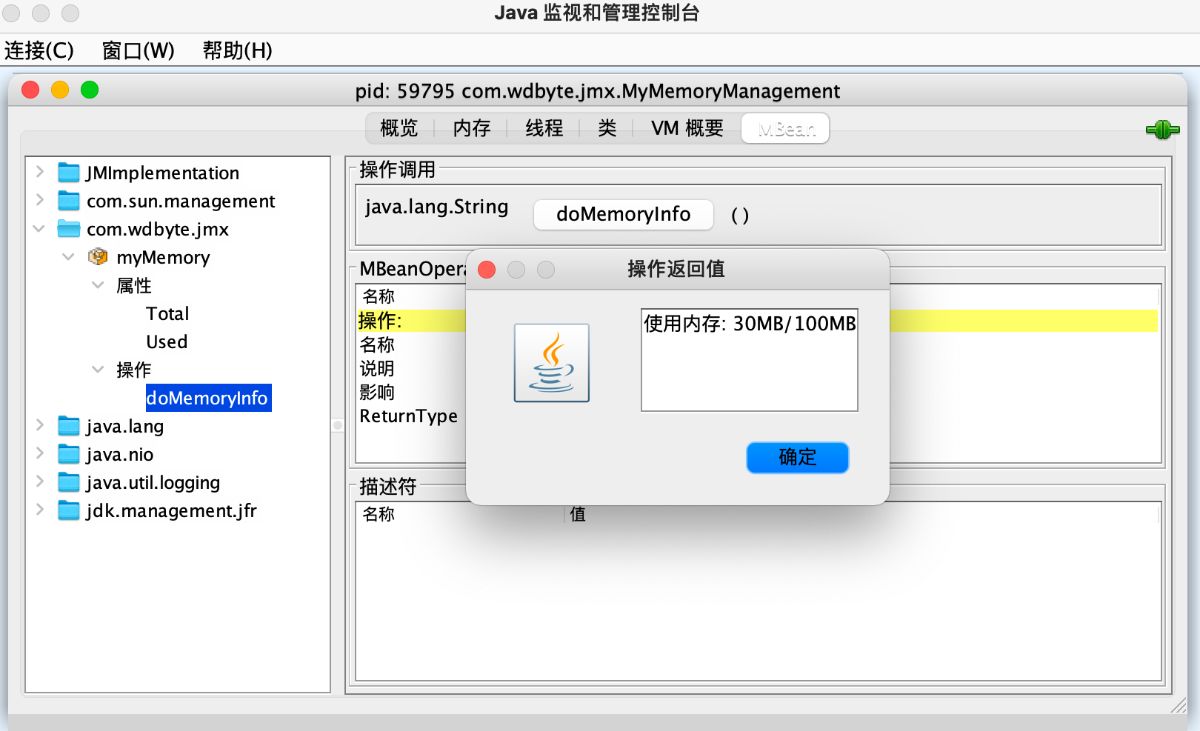 Java 监视和管理控制台
连接(C) 窗口(W) 帮助(H)
pid: 59795 com.wdbyte.jmx.MyMemoryManagement
概览 内存 线程 类 VM 概要 MBean
JMImplementation
com.sun.management
com.wdbyte.jmx
myMemory
属性
Total
Used
操作
doMemoryInfo
java.lang
java.nio
java.util.logging
jdk.management.jfr
操作调用
java.lang.String doMemoryInfo ( )
MBeanOpera
名称
操作:
名称
说明
影响
ReturnType
操作返回值
使用内存: 30MB/100MB
确定
描述符
名称 值